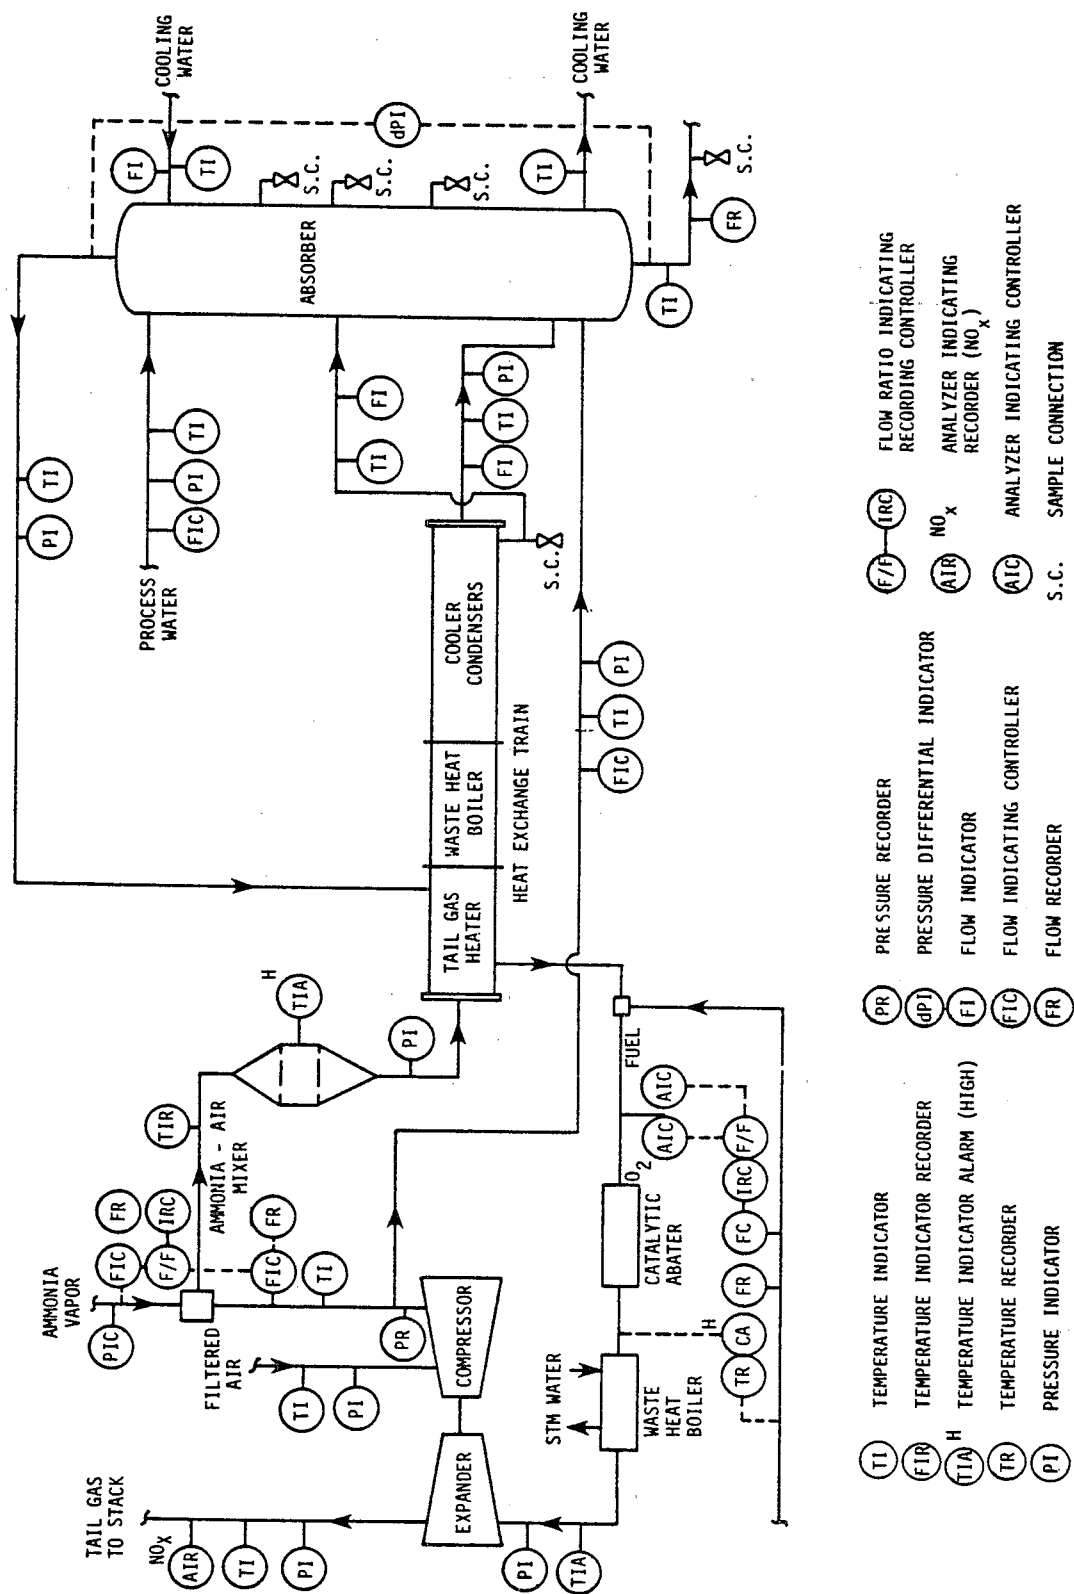 TAIL GAS
TO STACK
NOx
AIR
TI
PI
EXPANDER
PI
TIA
FILTERED
AIR
TI
PI
COMPRESSOR
AMMONIA
VAPOR
PIC
FIC
FR
F/F
IRC
FIC
FR
TI
PR
TIR
AMMONIA - AIR
MIXER
TIA
H
PI
PI
TI
PROCESS
WATER
FIC
PI
TI
ABSORBER
FI
TI
COOLING
WATER
S.C.
S.C.
S.C.
dPI
TI
COOLING
WATER
TI
FR
S.C.
TI
FI
FI
TI
PI
TAIL GAS
HEATER
WASTE HEAT
BOILER
COOLER
CONDENSERS
HEAT EXCHANGE TRAIN
S.C.
FIC
TI
PI
STM
WATER
WASTE
HEAT
BOILER
H
CATALYTIC
ABATER
O2
FUEL
AIC
AIC
F/F
IRC
FC
FR
CA
TR
TI TEMPERATURE INDICATOR
FIR TEMPERATURE INDICATOR RECORDER
TIA H TEMPERATURE INDICATOR ALARM (HIGH)
TR TEMPERATURE RECORDER
PI PRESSURE INDICATOR
PR PRESSURE RECORDER
dPI PRESSURE DIFFERENTIAL INDICATOR
FI FLOW INDICATOR
FIC FLOW INDICATING CONTROLLER
FR FLOW RECORDER
F/F IRC FLOW RATIO INDICATING
RECORDING CONTROLLER
AIR NOx ANALYZER INDICATING
RECORDER (NOx)
AIC ANALYZER INDICATING CONTROLLER
S.C. SAMPLE CONNECTION